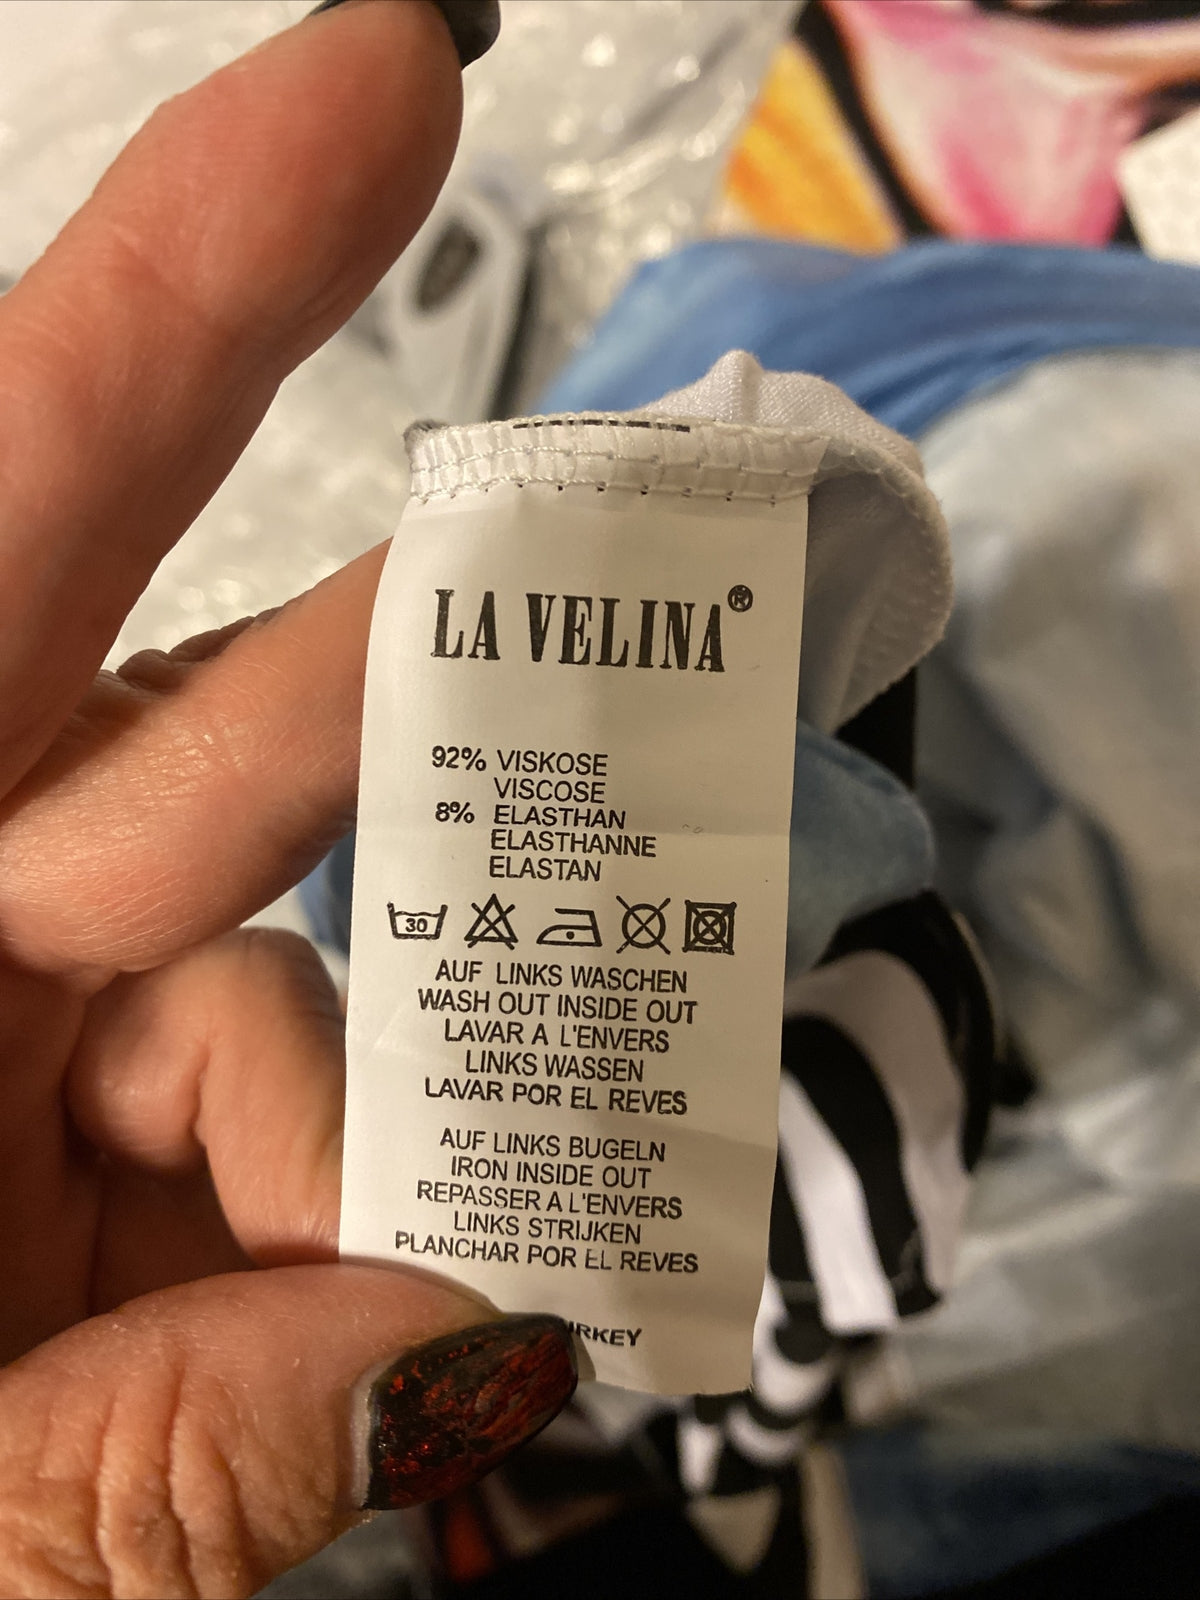 LA VELINA®
92% VISKOSE
VISCOSE
8% ELASTHAN
ELASTHANNE
ELASTAN
30
AUF LINKS WASCHEN
WASH OUT INSIDE OUT
LAVAR A L'ENVERS
LINKS WASSEN
LAVAR POR EL REVES
AUF LINKS BUGELN
IRON INSIDE OUT
REPASSER A L'ENVERS
LINKS STRIJKEN
PLANCHAR POR EL REVES